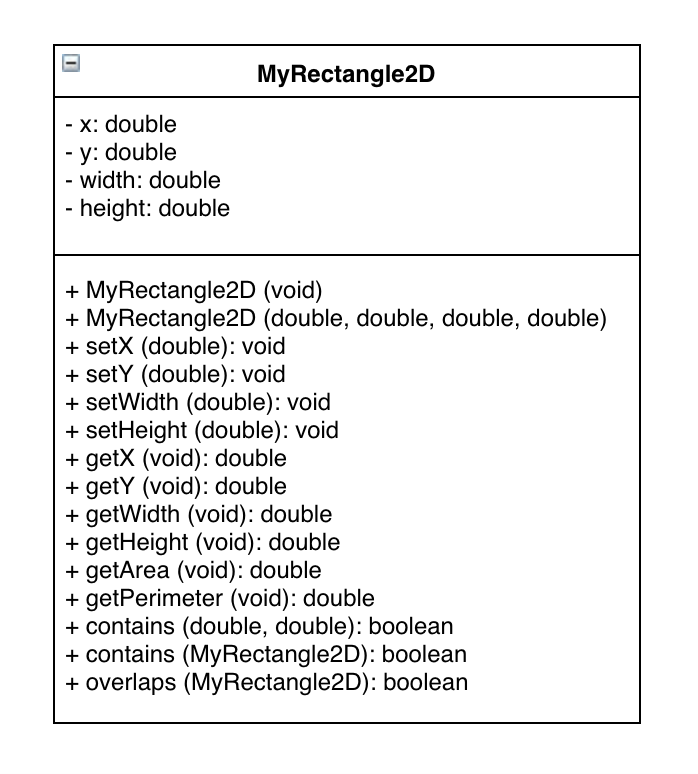 MyRectangle2D
- x: double
- y: double
- width: double
- height: double
+ MyRectangle2D (void)
+ MyRectangle2D (double, double, double, double)
+ setX (double): void
+ setY (double): void
+ setWidth (double): void
+ setHeight (double): void
+ getX (void): double
+ getY (void): double
+ getWidth (void): double
+ getHeight (void): double
+ getArea (void): double
+ getPerimeter (void): double
+ contains (double, double): boolean
+ contains (MyRectangle2D): boolean
+ overlaps (MyRectangle2D): boolean